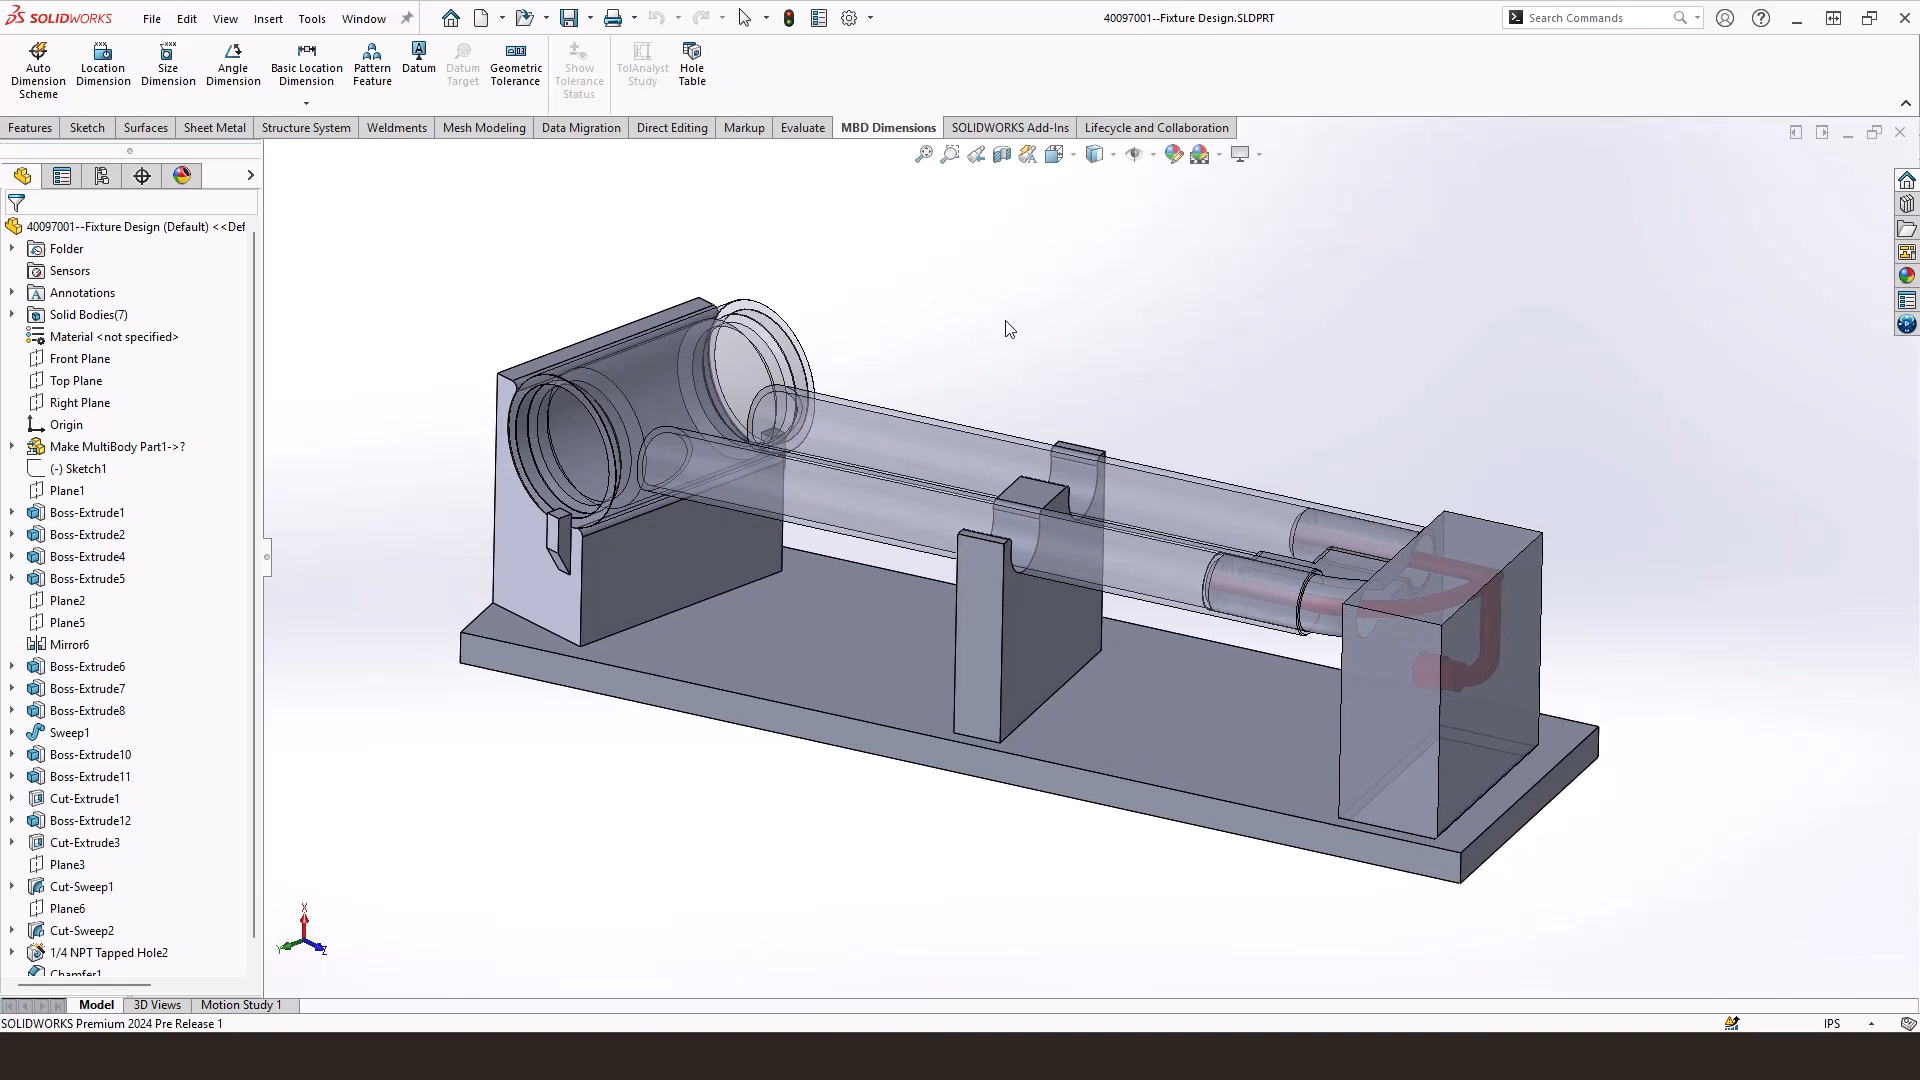 SOLIDWORKS
File Edit View Insert Tools Window
40097001--Fixture Design.SLDPRT
Search Commands
Auto Dimension Scheme
Location Dimension
Size Dimension
Angle Dimension
Basic Location Dimension
Pattern Feature
Datum
Datum Target
Geometric Tolerance
Show Tolerance Status
TolAnalyst Study
Hole Table
Features Sketch Surfaces Sheet Metal Structure System Weldments Mesh Modeling Data Migration Direct Editing Markup Evaluate MBD Dimensions SOLIDWORKS Add-Ins Lifecycle and Collaboration
40097001--Fixture Design (Default) <<Def
Folder
Sensors
Annotations
Solid Bodies(7)
Material <not specified>
Front Plane
Top Plane
Right Plane
Origin
Make MultiBody Part1->?
(-) Sketch1
Plane1
Boss-Extrude1
Boss-Extrude2
Boss-Extrude4
Boss-Extrude5
Plane2
Plane5
Mirror6
Boss-Extrude6
Boss-Extrude7
Boss-Extrude8
Sweep1
Boss-Extrude10
Boss-Extrude11
Cut-Extrude1
Boss-Extrude12
Cut-Extrude3
Plane3
Cut-Sweep1
Plane6
Cut-Sweep2
1/4 NPT Tapped Hole2
Chamfer1
X
Y
Z
Model 3D Views Motion Study 1
SOLIDWORKS Premium 2024 Pre Release 1
IPS